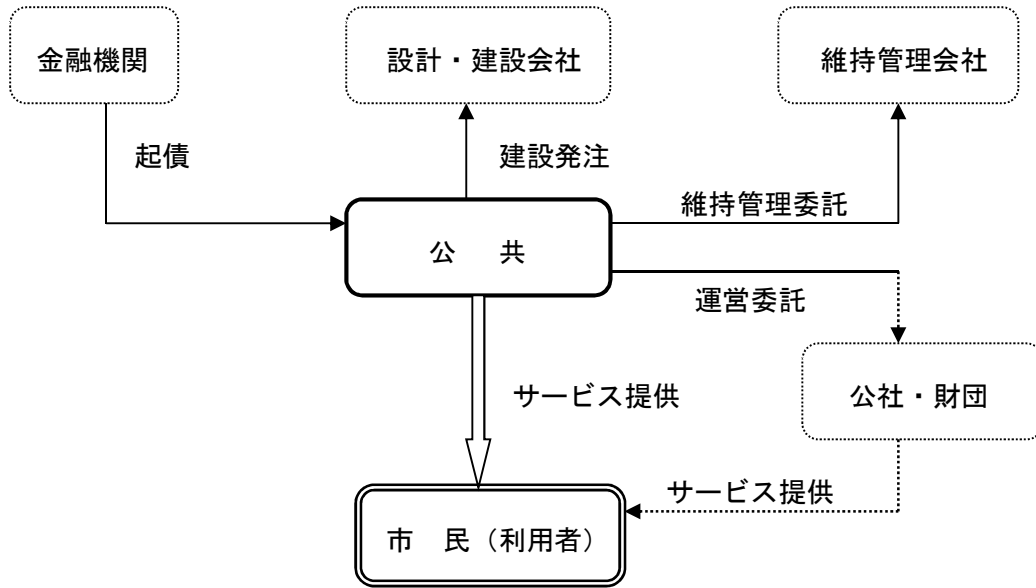 金融機関
設計・建設会社
維持管理会社
起債
建設発注
維持管理委託
公 共
運営委託
サービス提供
公社・財団
サービス提供
市 民（利用者）